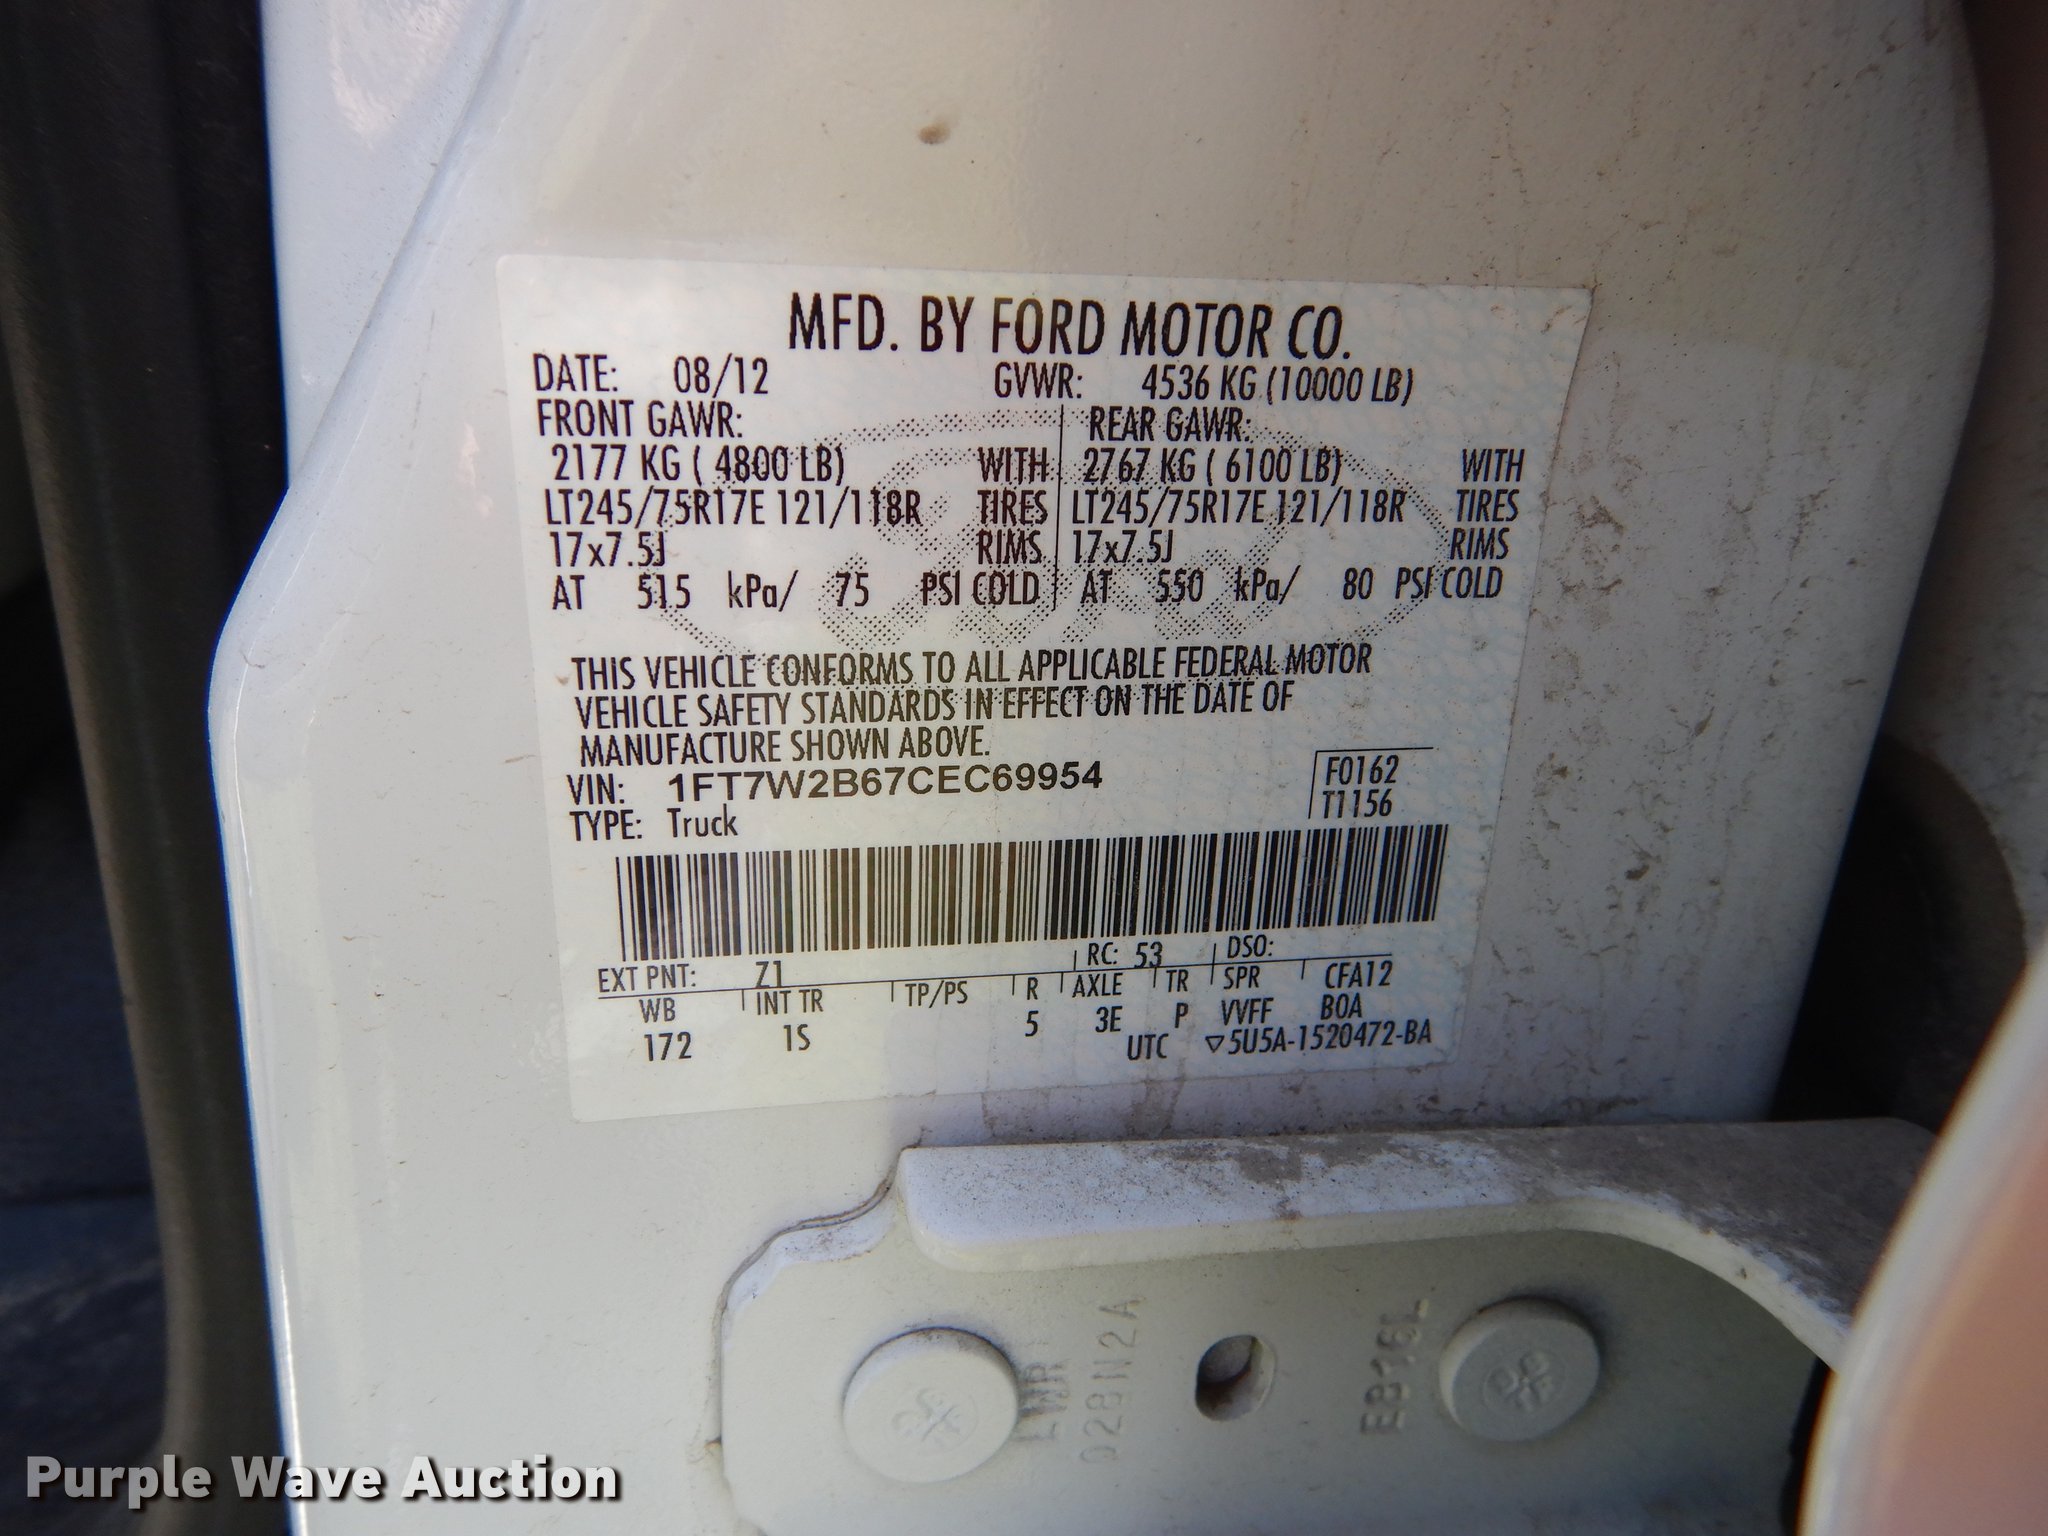 MFD. BY FORD MOTOR CO.
DATE: 08/12 GVWR: 4536 KG (10000 LB)
FRONT GAWR: REAR GAWR:
2177 KG ( 4800 LB) WITH 2767 KG ( 6100 LB) WITH
LT245/75R17E 121/118R TIRES LT245/75R17E 121/118R TIRES
17x7.5J RIMS 17x7.5J RIMS
AT 515 kPa/ 75 PSI COLD AT 550 kPa/ 80 PSI COLD
THIS VEHICLE CONFORMS TO ALL APPLICABLE FEDERAL MOTOR
VEHICLE SAFETY STANDARDS IN EFFECT ON THE DATE OF
MANUFACTURE SHOWN ABOVE.
VIN: 1FT7W2B67CEC69954 F0162
TYPE: Truck T1156
EXT PNT: Z1 RC: 53 DSO:
WB INT TR TP/PS R AXLE TR SPR CFA12
172 1S 5 3E P VVFF BOA
UTC ▽5U5A-1520472-BA
LWR
028N2A
EB16L
Purple Wave Auction